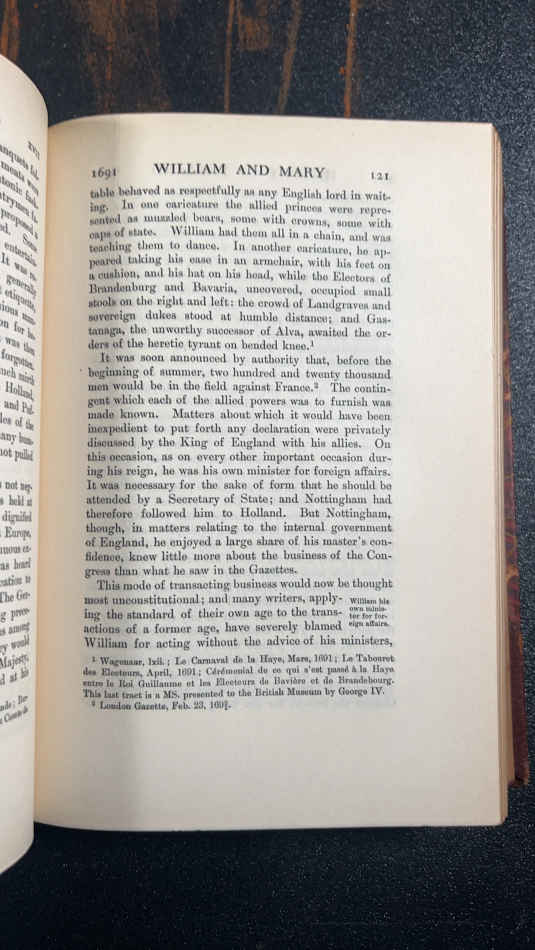 1691 WILLIAM AND MARY 121
table behaved as respectfully as any English lord in wait-
ing. In one caricature the allied princes were repre-
sented as muzzled bears, some with crowns, some with
caps of state. William had them all in a chain, and was
teaching them to dance. In another caricature, he ap-
peared taking his ease in an armchair, with his feet on
a cushion, and his hat on his head, while the Electors of
Brandenburg and Bavaria, uncovered, occupied small
stools on the right and left: the crowd of Landgraves and
sovereign dukes stood at humble distance; and Gas-
tanaga, the unworthy successor of Alva, awaited the or-
ders of the heretic tyrant on bended knee.¹
It was soon announced by authority that, before the
beginning of summer, two hundred and twenty thousand
men would be in the field against France.² The contin-
gent which each of the allied powers was to furnish was
made known. Matters about which it would have been
inexpedient to put forth any declaration were privately
discussed by the King of England with his allies. On
this occasion, as on every other important occasion dur-
ing his reign, he was his own minister for foreign affairs.
It was necessary for the sake of form that he should be
attended by a Secretary of State; and Nottingham had
therefore followed him to Holland. But Nottingham,
though, in matters relating to the internal government
of England, he enjoyed a large share of his master's con-
fidence, knew little more about the business of the Con-
gress than what he saw in the Gazettes.
This mode of transacting business would now be thought
most unconstitutional; and many writers, apply-
ing the standard of their own age to the trans-
actions of a former age, have severely blamed
William for acting without the advice of his ministers,
William his
own minis-
ter for for-
eign affairs.
¹ Wagenaar, lxii.; Le Carnaval de la Haye, Mars, 1691; Le Tabouret
des Electeurs, April, 1691; Cérémonial de ce qui s'est passé à la Haye
entre le Roi Guillaume et les Electeurs de Bavière et de Brandebourg.
This last tract is a MS. presented to the British Museum by George IV.
² London Gazette, Feb. 23, 169⁰⁄₁.